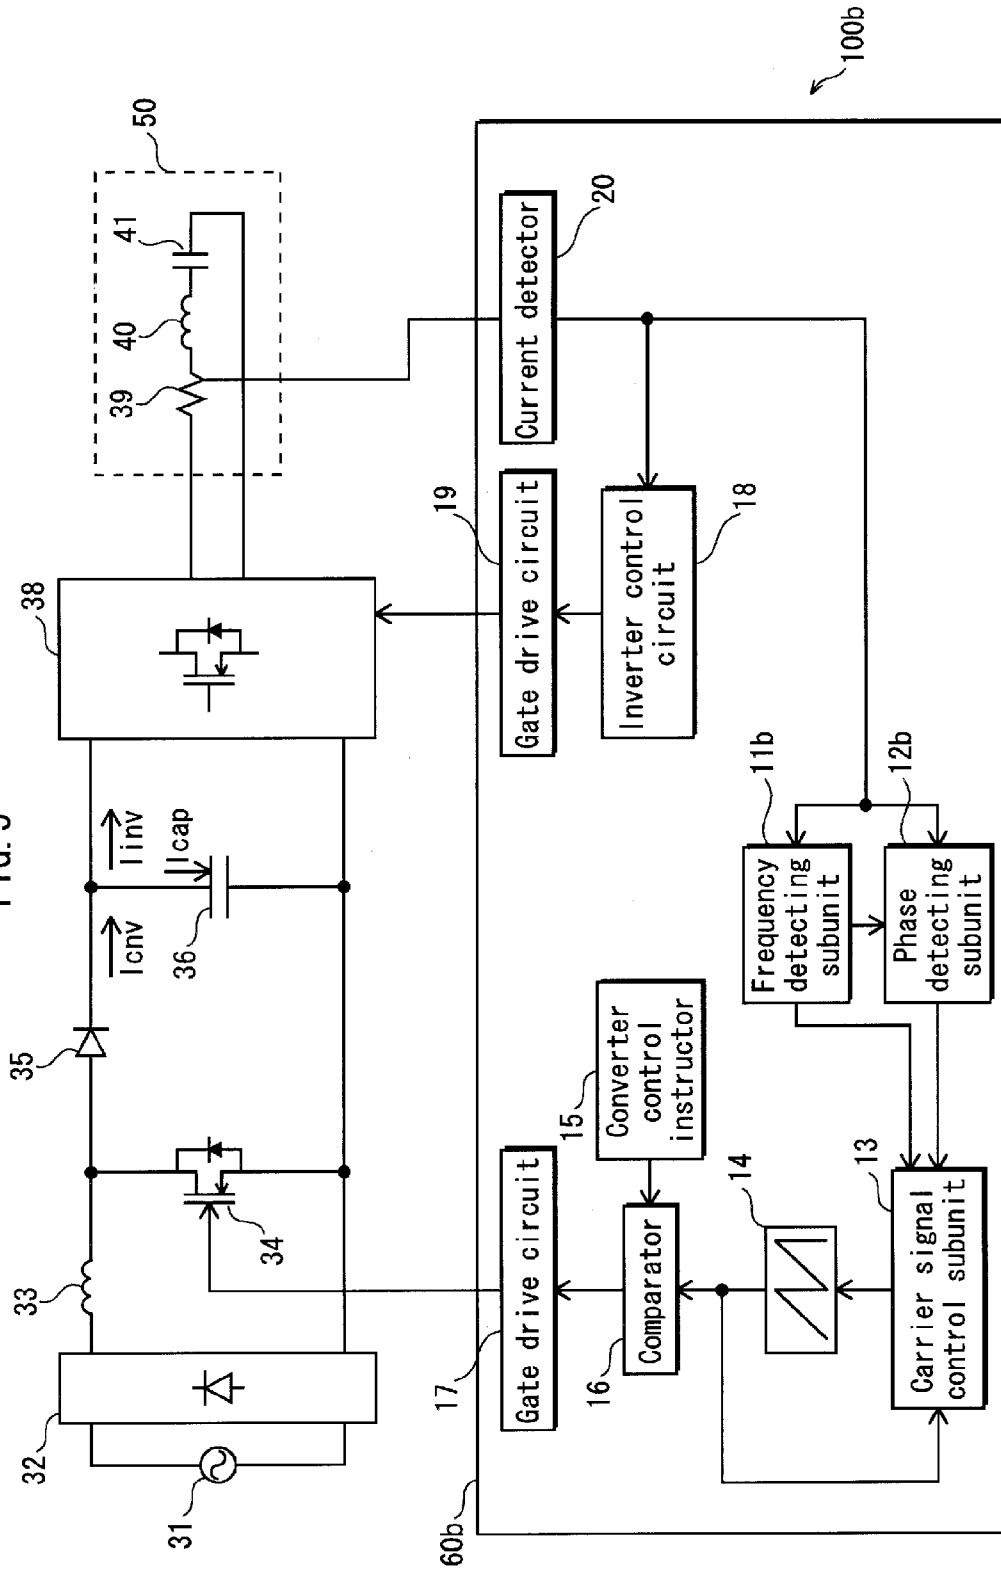 100b
50
41
40
39
38
Iinv
Icap
Icnv
36
35
34
33
32
31
Current detector
20
Gate drive circuit
19
Inverter control
circuit
18
11b
Frequency
detecting
subunit
12b
Phase
detecting
subunit
15
Converter
control
instructor
17
Gate drive circuit
16
Comparator
14
13
Carrier signal
control subunit
60b